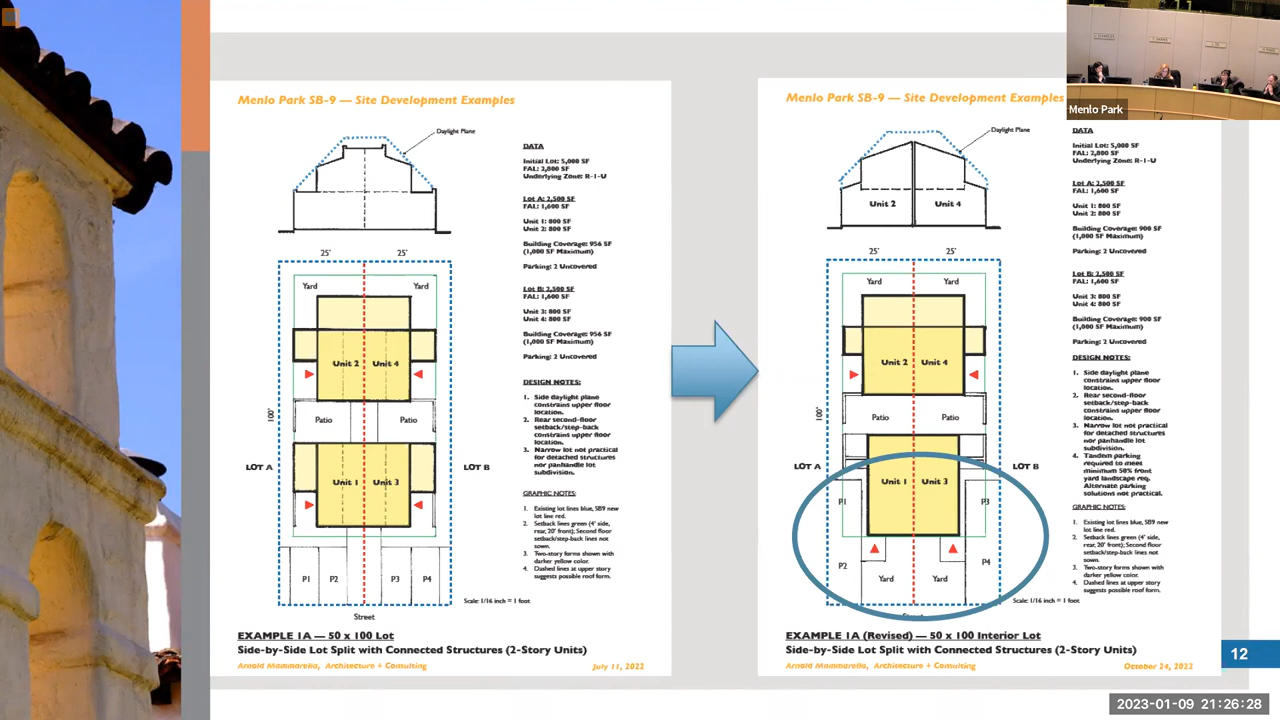 Menlo Park SB-9 — Site Development Examples
Daylight Plane
25' 25'
Yard Yard
Unit 2 Unit 4
Patio Patio
100'
LOT A LOT B
Unit 1 Unit 3
P1 P2 P3 P4
Street
DATA
Initial Lot: 5,000 SF
FAL: 2,800 SF
Underlying Zone: R-1-U
Lot A: 2,500 SF
FAL: 1,600 SF
Unit 1: 800 SF
Unit 2: 800 SF
Building Coverage: 956 SF
(1,000 SF Maximum)
Parking: 2 Uncovered
Lot B: 2,500 SF
FAL: 1,600 SF
Unit 3: 800 SF
Unit 4: 800 SF
Building Coverage: 956 SF
(1,000 SF Maximum)
Parking: 2 Uncovered
DESIGN NOTES:
1. Side daylight plane
constrains upper floor
location.
2. Rear second-floor
setback/step-back
constrains upper floor
location.
3. Narrow lot not practical
for detached structures
nor panhandle lot
subdivision.
GRAPHIC NOTES:
1. Existing lot lines blue, SB9 new
lot line red.
2. Setback lines green (4' side,
rear, 20' front); Second floor
setback/step-back lines not
sown.
3. Two-story forms shown with
darker yellow color.
4. Dashed lines at upper story
suggests possible roof form.
Scale: 1/16 inch = 1 foot
EXAMPLE 1A — 50 x 100 Lot
Side-by-Side Lot Split with Connected Structures (2-Story Units)
Arnold Mammarella, Architecture + Consulting July 11, 2022
Menlo Park SB-9 — Site Development Examples
Daylight Plane
Unit 2 Unit 4
25' 25'
Yard Yard
Unit 2 Unit 4
Patio Patio
100'
LOT A LOT B
Unit 1 Unit 3
P1 P3
P2 P4
Yard Yard
Street
DATA
Initial Lot: 5,000 SF
FAL: 2,800 SF
Underlying Zone: R-1-U
Lot A: 2,500 SF
FAL: 1,600 SF
Unit 1: 800 SF
Unit 2: 800 SF
Building Coverage: 900 SF
(1,000 SF Maximum)
Parking: 2 Uncovered
Lot B: 2,500 SF
FAL: 1,600 SF
Unit 3: 800 SF
Unit 4: 800 SF
Building Coverage: 900 SF
(1,000 SF Maximum)
Parking: 2 Uncovered
DESIGN NOTES:
1. Side daylight plane
constrains upper floor
location.
2. Rear second-floor
setback/step-back
constrains upper floor
location.
3. Narrow lot not practical
for detached structures
nor panhandle lot
subdivision.
4. Tandem parking
required to meet
minimum 50% front
yard landscape req.
Alternate parking
solutions not practical.
GRAPHIC NOTES:
1. Existing lot lines blue, SB9 new
lot line red.
2. Setback lines green (4' side,
rear, 20' front); Second floor
setback/step-back lines not
sown.
3. Two-story forms shown with
darker yellow color.
4. Dashed lines at upper story
suggests possible roof form.
Scale: 1/16 inch = 1 foot
EXAMPLE 1A (Revised) — 50 x 100 Interior Lot
Side-by-Side Lot Split with Connected Structures (2-Story Units)
Arnold Mammarella, Architecture + Consulting October 24, 2022
Menlo Park
12
2023-01-09 21:26:28